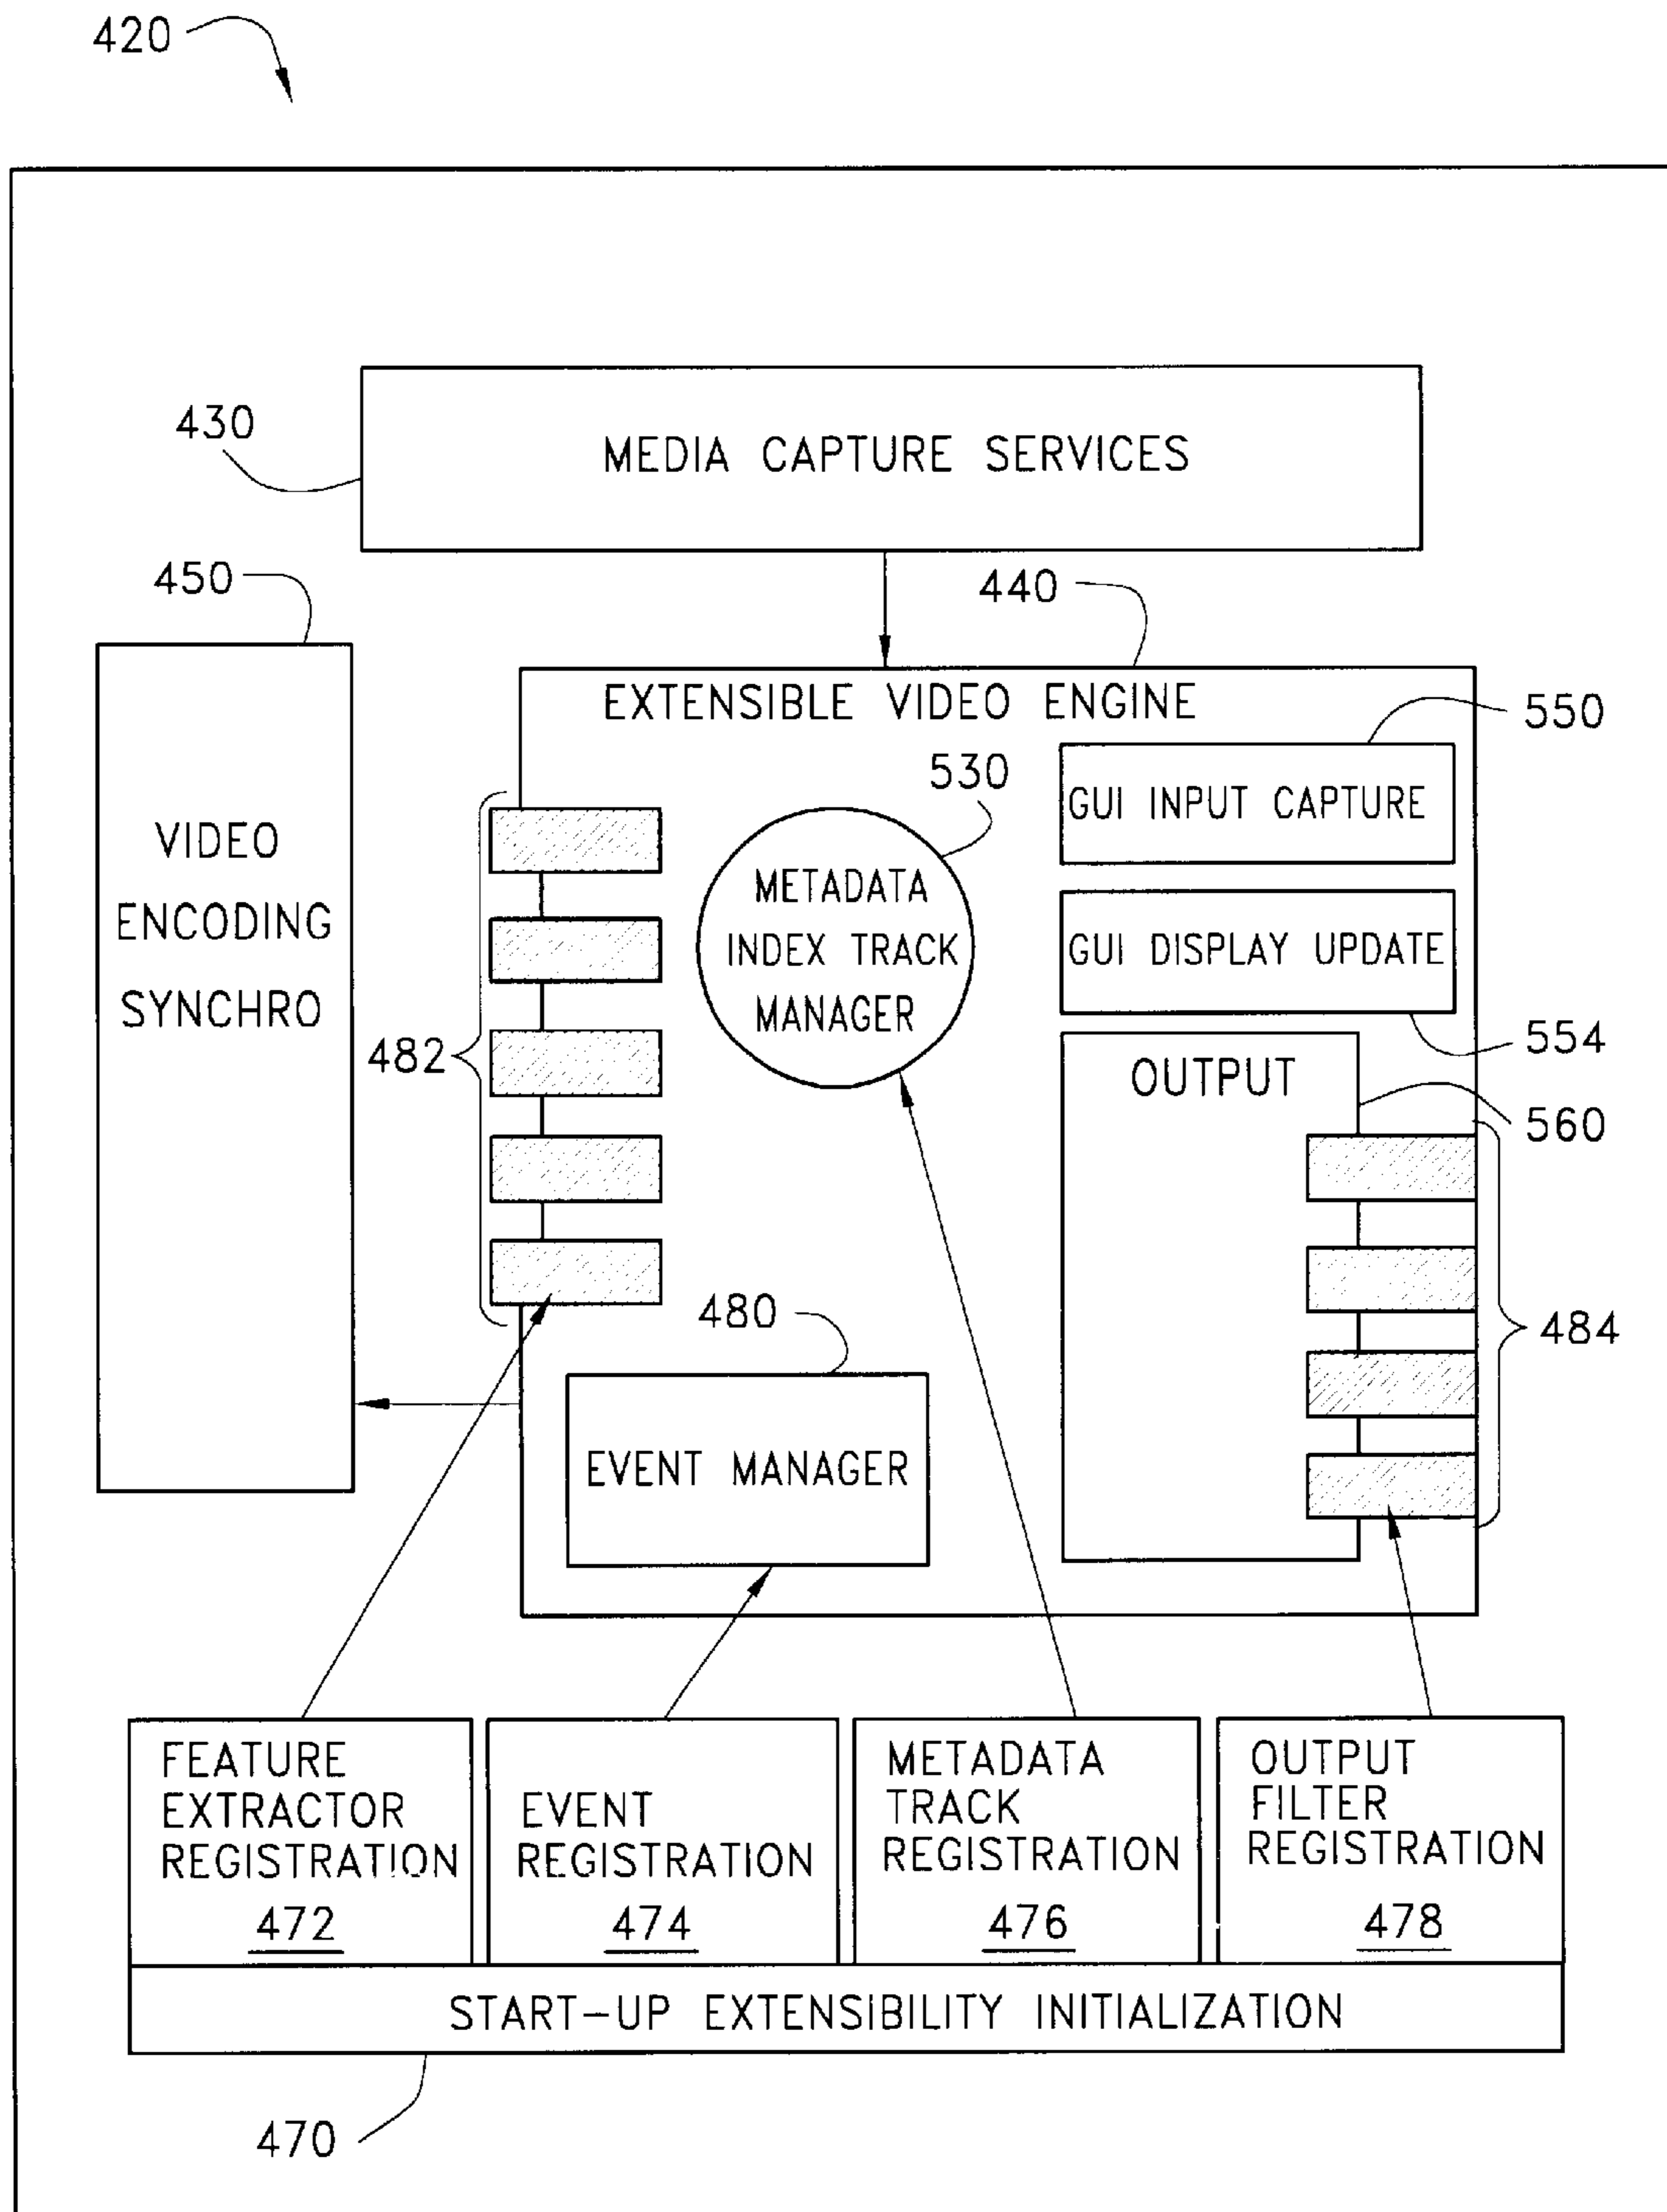 420
430
MEDIA CAPTURE SERVICES
450
440
EXTENSIBLE VIDEO ENGINE
550
530
GUI INPUT CAPTURE
VIDEO
ENCODING
SYNCHRO
METADATA
INDEX TRACK
MANAGER
GUI DISPLAY UPDATE
554
482
OUTPUT
560
480
484
EVENT MANAGER
FEATURE
EXTRACTOR
REGISTRATION
472
EVENT
REGISTRATION
474
METADATA
TRACK
REGISTRATION
476
OUTPUT
FILTER
REGISTRATION
478
START-UP EXTENSIBILITY INITIALIZATION
470